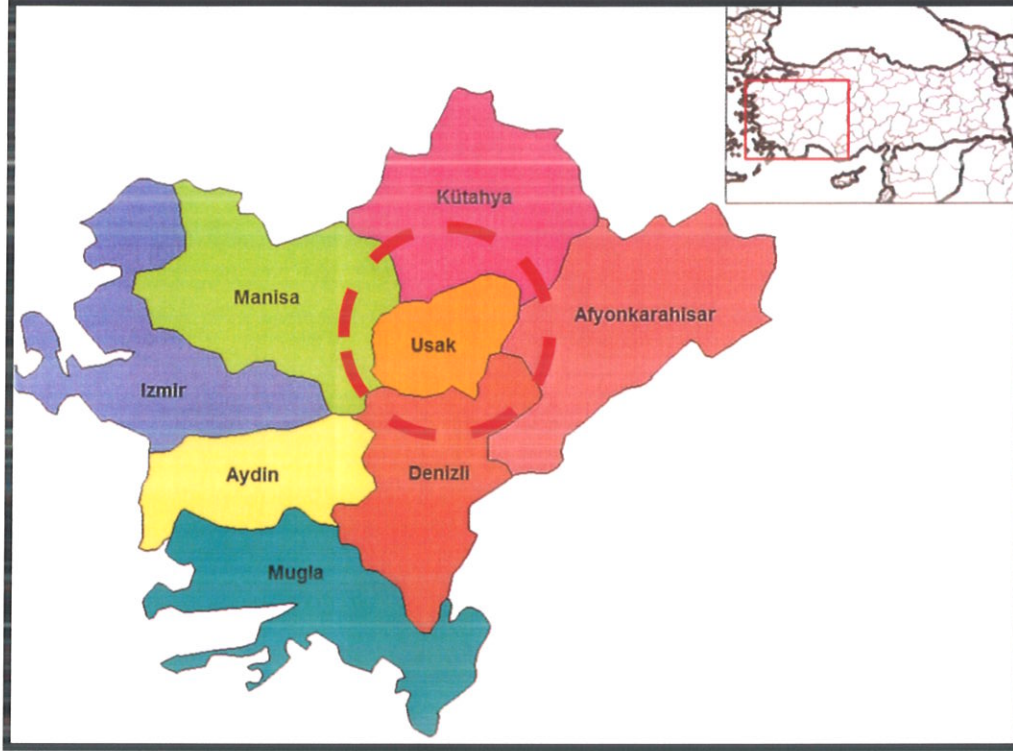 Kütahya
Manisa
Afyonkarahisar
Usak
Izmir
Aydin
Denizli
Mugla